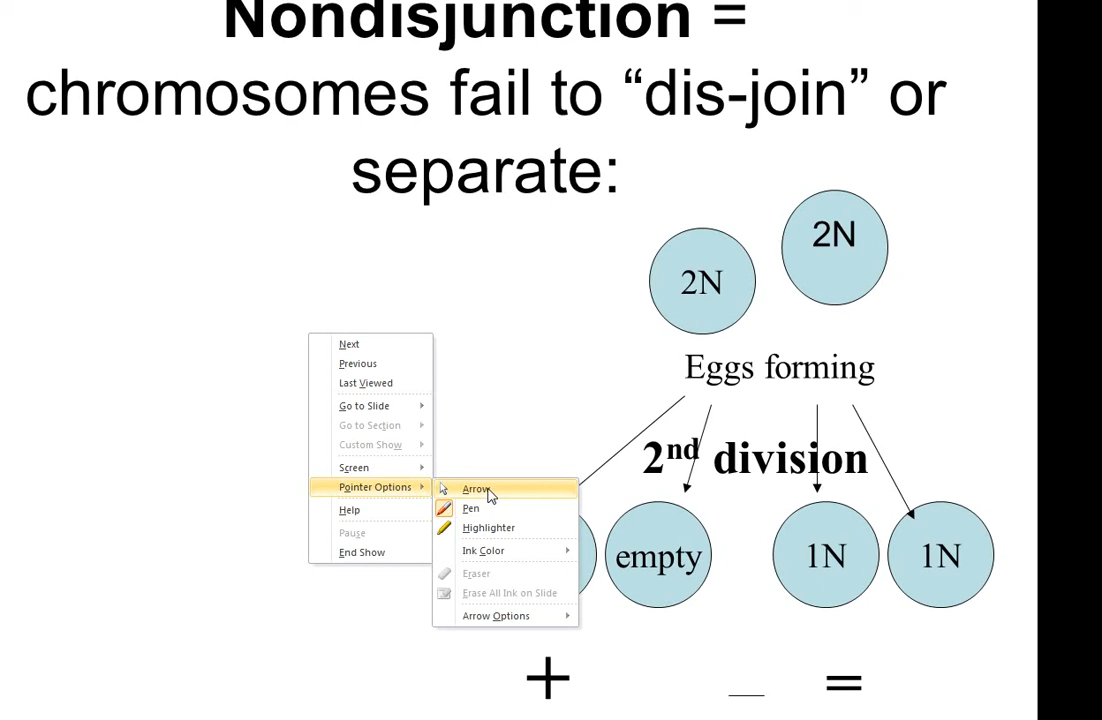 Nondisjunction =
chromosomes fail to “dis-join” or
separate:
2N
2N
Eggs forming
2nd division
empty
1N
1N
+
_
=
Next
Previous
Last Viewed
Go to Slide
Go to Section
Custom Show
Screen
Pointer Options
Help
Pause
End Show
Arrow
Pen
Highlighter
Ink Color
Eraser
Erase All Ink on Slide
Arrow Options